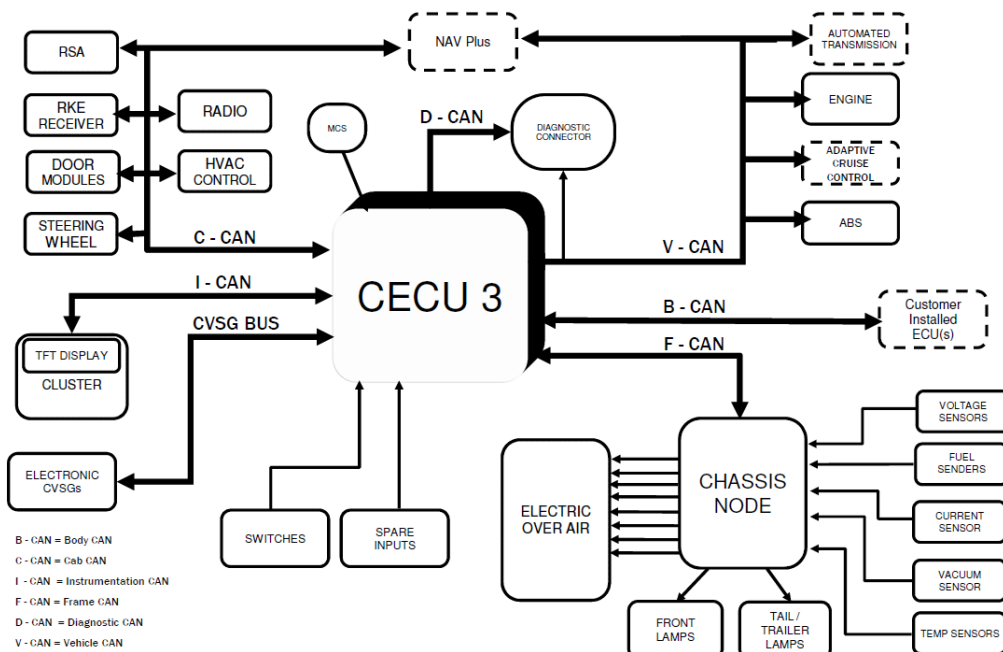 RSA
NAV Plus
AUTOMATED
TRANSMISSION
RKE
RECEIVER
RADIO
MCS
D - CAN
DIAGNOSTIC
CONNECTOR
ENGINE
DOOR
MODULES
HVAC
CONTROL
ADAPTIVE
CRUISE
CONTROL
STEERING
WHEEL
C - CAN
V - CAN
ABS
I - CAN
CECU 3
B - CAN
Customer
Installed
ECU(s)
CVSG BUS
F - CAN
TFT DISPLAY
CLUSTER
VOLTAGE
SENSORS
ELECTRONIC
CVSGs
FUEL
SENDERS
CHASSIS
NODE
ELECTRIC
OVER AIR
CURRENT
SENSOR
SWITCHES
SPARE
INPUTS
VACUUM
SENSOR
FRONT
LAMPS
TAIL /
TRAILER
LAMPS
TEMP SENSORS
B - CAN = Body CAN
C - CAN = Cab CAN
I - CAN = Instrumentation CAN
F - CAN = Frame CAN
D - CAN = Diagnostic CAN
V - CAN = Vehicle CAN